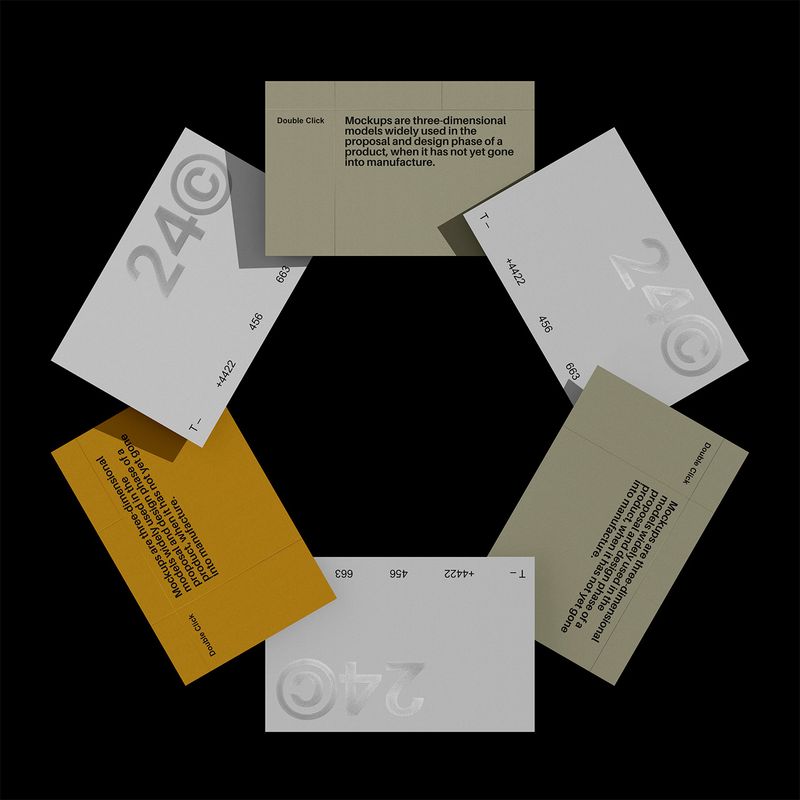 Double Click
Mockups are three-dimensional
models widely used in the
proposal and design phase of a
product, when it has not yet gone
into manufacture.
24©
T – +4422 456 663
T – +4422 456 663
24©
Double Click
Mockups are three-dimensional
models widely used in the
proposal and design phase of a
product, when it has not yet gone
into manufacture
T – +4422 456 663
24©
Double Click
Mockups are three-dimensional
models widely used in the
proposal and design phase of a
product, when it has not yet gone
into manufacture.